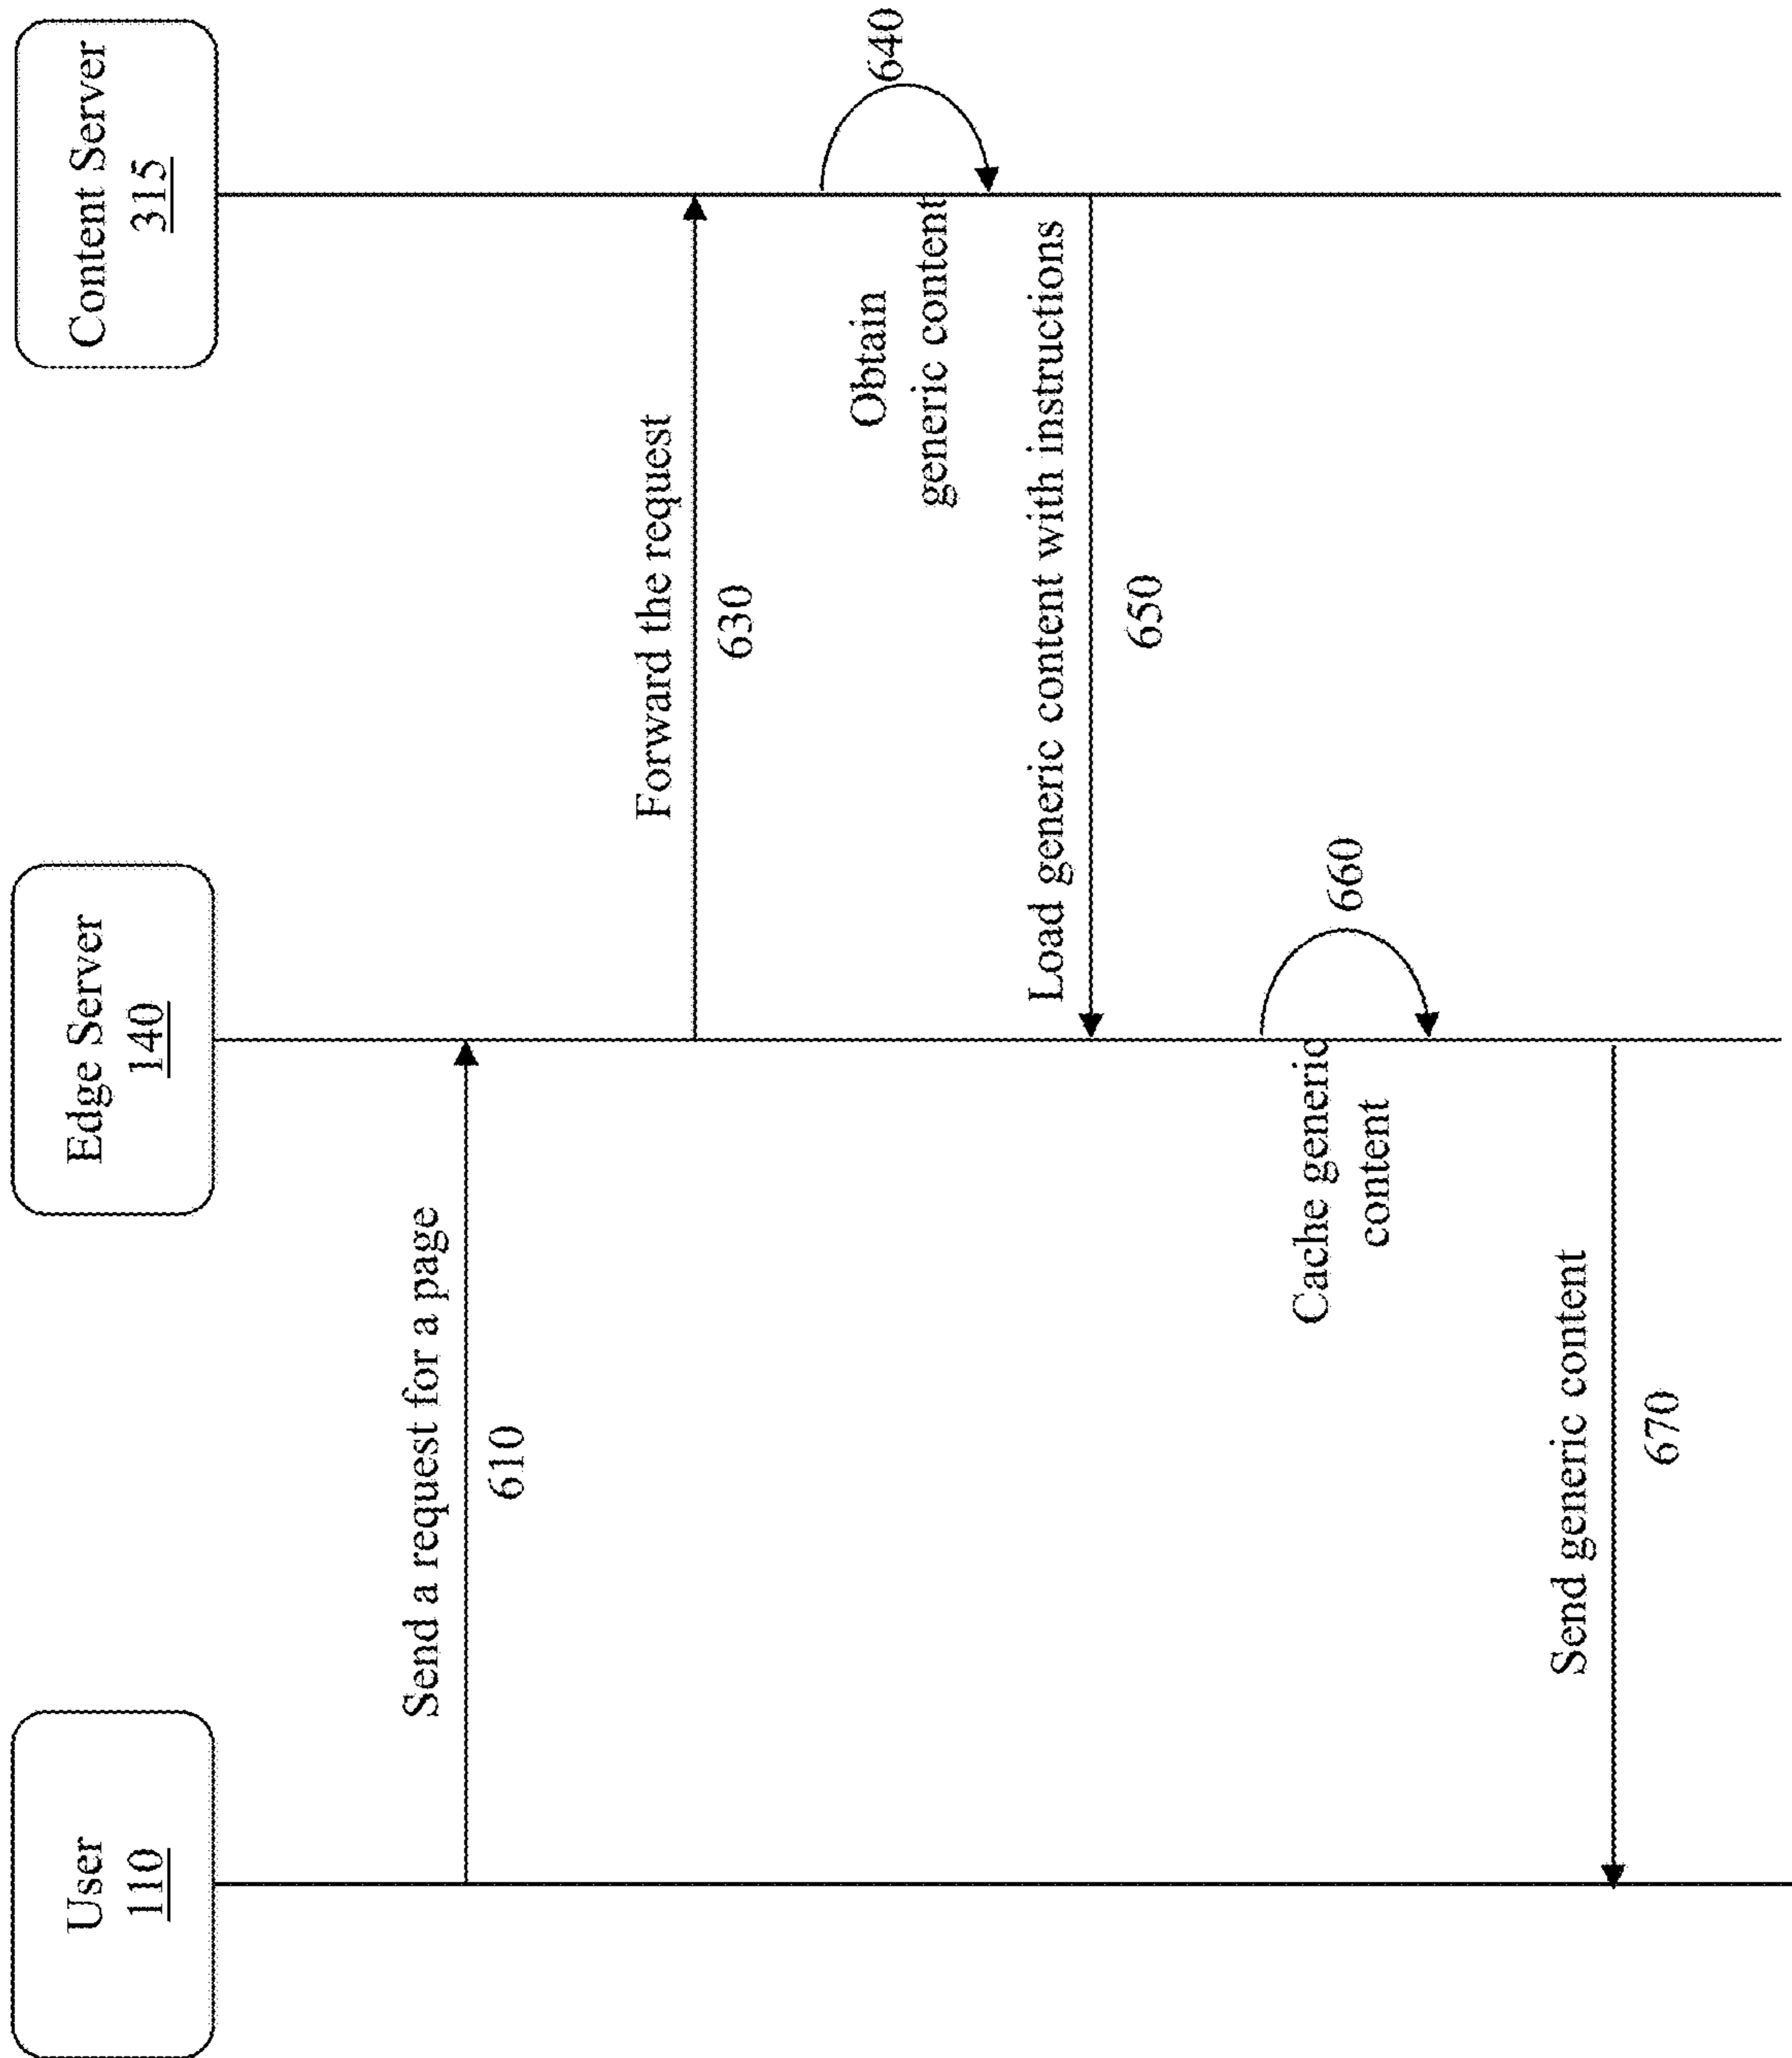 User
110
Edge Server
140
Content Server
315
Send a request for a page
610
Forward the request
630
640
Obtain
generic content
Load generic content with instructions
650
660
Cache generic
content
Send generic content
670